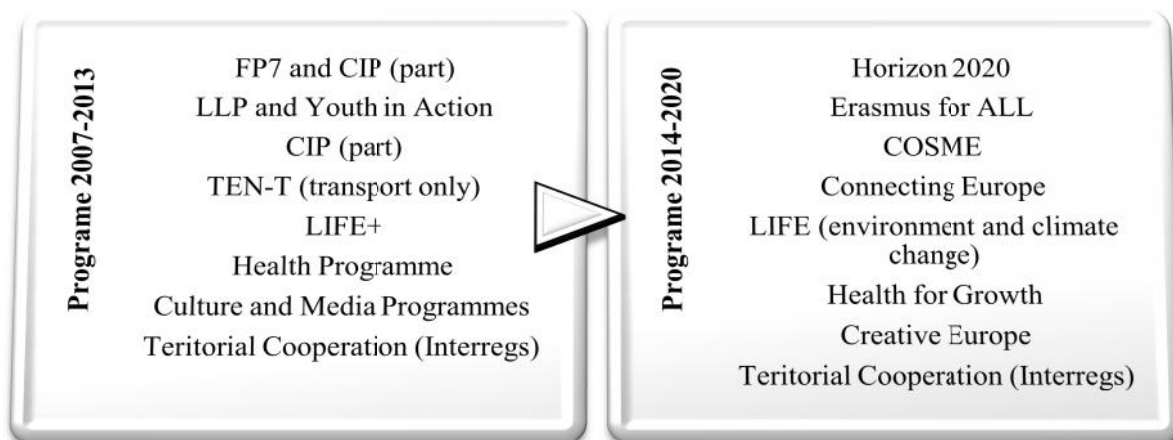 Programe 2007-2013
FP7 and CIP (part)
LLP and Youth in Action
CIP (part)
TEN-T (transport only)
LIFE+
Health Programme
Culture and Media Programmes
Teritorial Cooperation (Interregs)
Programe 2014-2020
Horizon 2020
Erasmus for ALL
COSME
Connecting Europe
LIFE (environment and climate
change)
Health for Growth
Creative Europe
Teritorial Cooperation (Interregs)